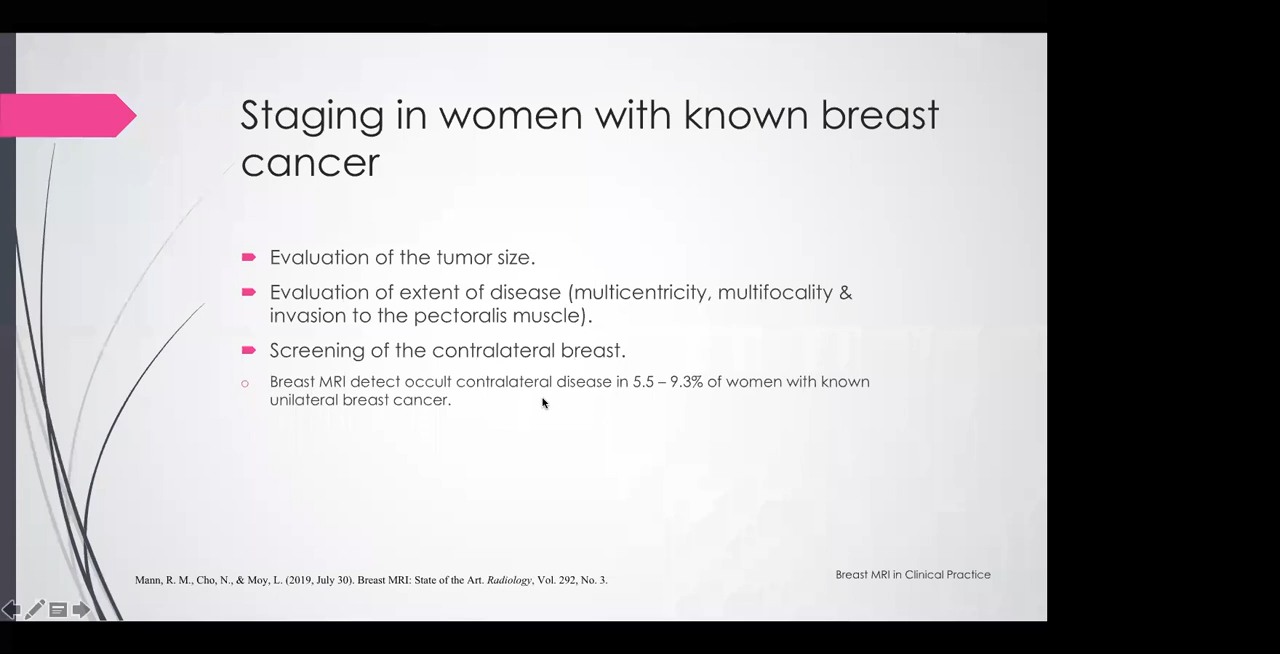 Staging in women with known breast
cancer
Evaluation of the tumor size.
Evaluation of extent of disease (multicentricity, multifocality &
invasion to the pectoralis muscle).
Screening of the contralateral breast.
Breast MRI detect occult contralateral disease in 5.5 – 9.3% of women with known
unilateral breast cancer.
Mann, R. M., Cho, N., & Moy, L. (2019, July 30). Breast MRI: State of the Art. Radiology, Vol. 292, No. 3.
Breast MRI in Clinical Practice